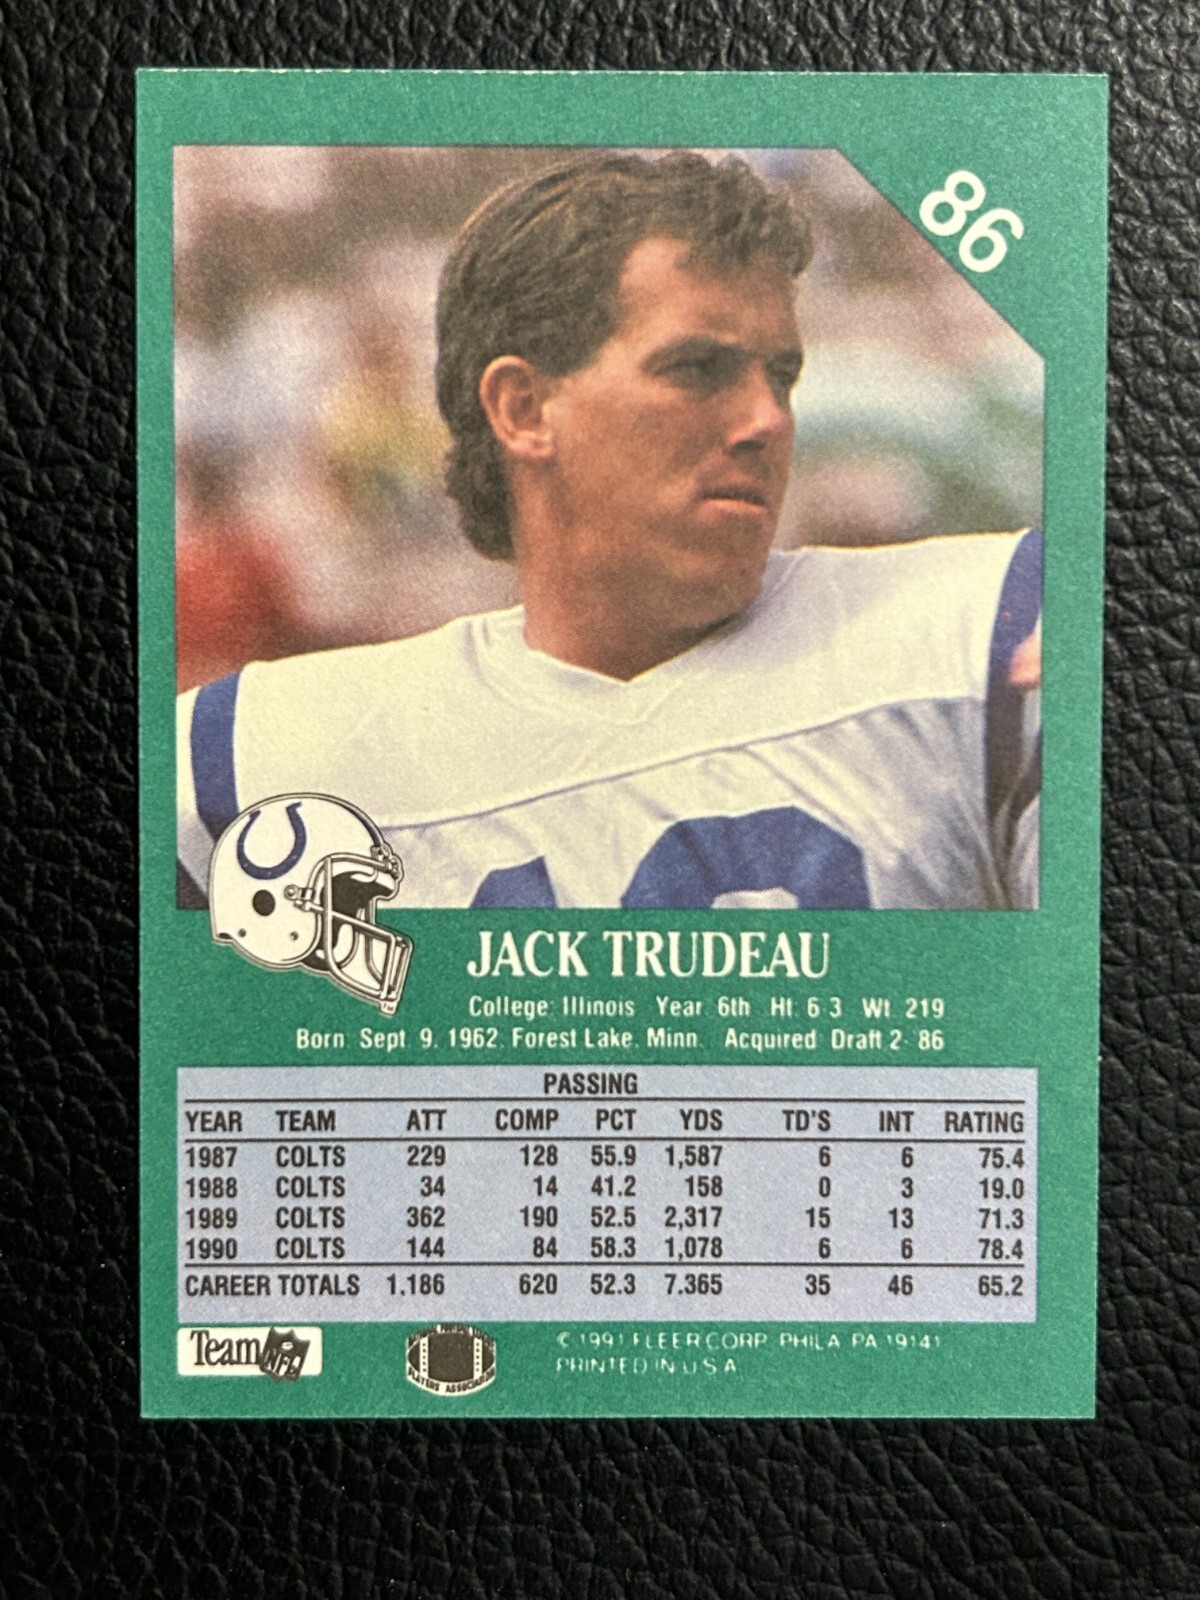 86
JACK TRUDEAU
College: Illinois Year 6th Ht: 6-3 Wt. 219
Born Sept. 9, 1962, Forest Lake, Minn. Acquired: Draft 2- 86
PASSING
YEAR TEAM ATT COMP PCT YDS TD'S INT RATING
1987 COLTS 229 128 55.9 1,587 6 6 75.4
1988 COLTS 34 14 41.2 158 0 3 19.0
1989 COLTS 362 190 52.5 2,317 15 13 71.3
1990 COLTS 144 84 58.3 1,078 6 6 78.4
CAREER TOTALS 1,186 620 52.3 7,365 35 46 65.2
Team NFL
PLAYERS ASSOCIATION
© 1991 FLEER CORP. PHILA. PA 19141
PRINTED IN U.S.A.